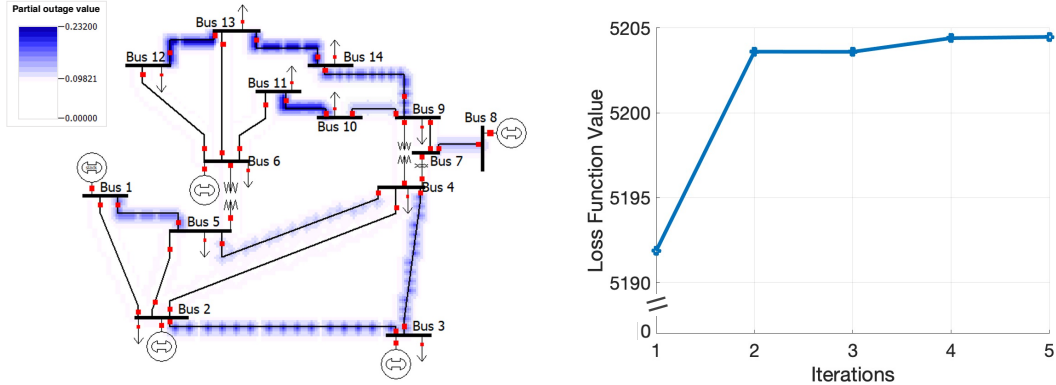 Partial outage value
0.23200
0.09821
0.00000
Bus 13
Bus 12
Bus 14
Bus 11
Bus 10
Bus 9
Bus 8
Bus 7
Bus 6
Bus 4
Bus 1
Bus 5
Bus 2
Bus 3
Loss Function Value
5205
5200
5195
5190
0
1
2
3
4
5
Iterations